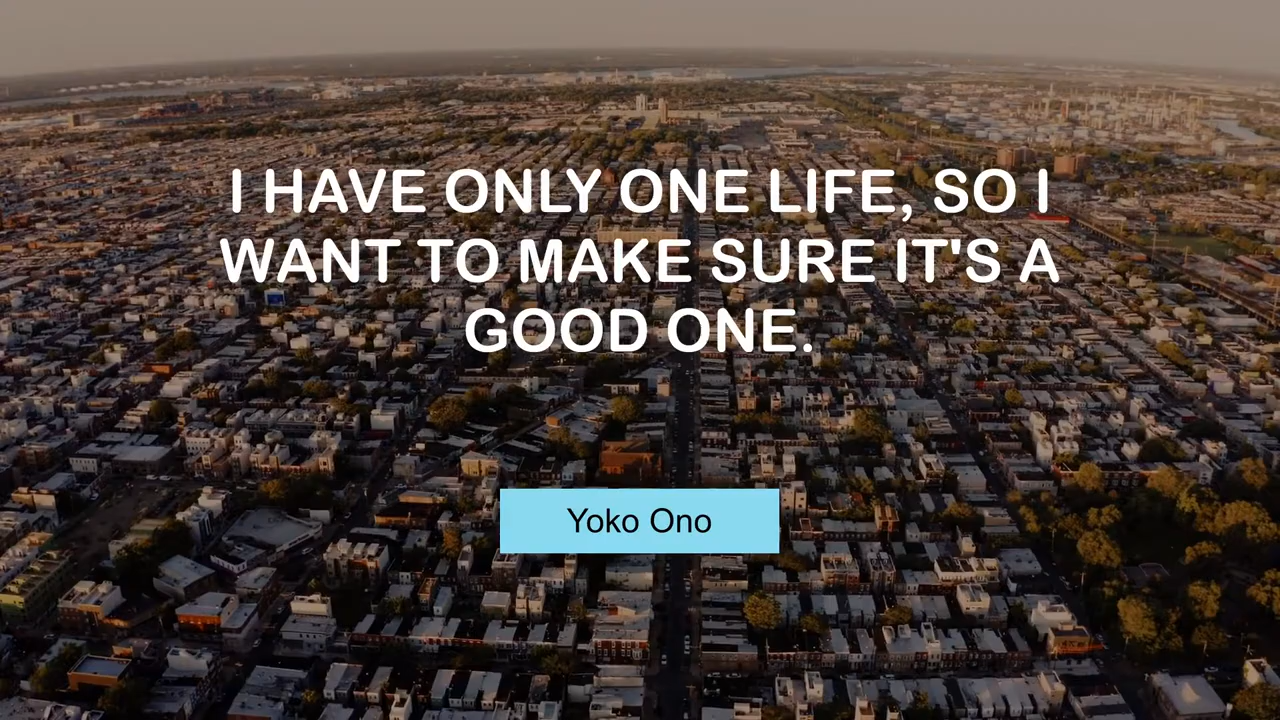 I HAVE ONLY ONE LIFE, SO I
WANT TO MAKE SURE IT'S A
GOOD ONE.
Yoko Ono